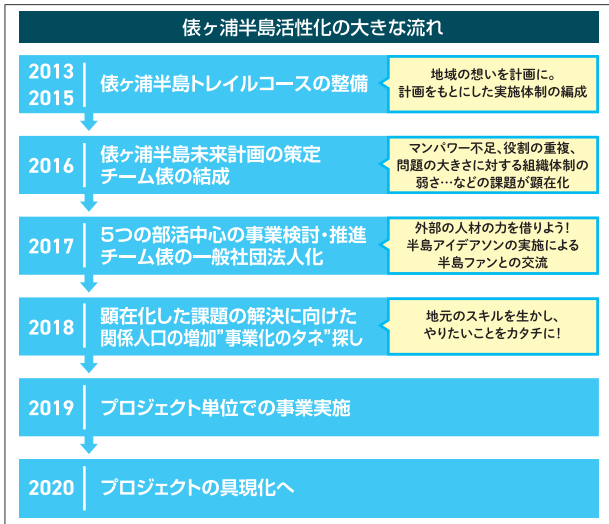 俵ヶ浦半島活性化の大きな流れ
2013
2015
俵ヶ浦半島トレイルコースの整備
地域の想いを計画に。
計画をもとにした実施体制の編成
2016
俵ヶ浦半島未来計画の策定
チーム俵の結成
マンパワー不足、役割の重複、
問題の大きさに対する組織体制の
弱さ…などの課題が顕在化
2017
5つの部活中心の事業検討・推進
チーム俵の一般社団法人化
外部の人材の力を借りよう!
半島アイデアソンの実施による
半島ファンとの交流
2018
顕在化した課題の解決に向けた
関係人口の増加"事業化のタネ"探し
地元のスキルを生かし、
やりたいことをカタチに!
2019
プロジェクト単位での事業実施
2020
プロジェクトの具現化へ